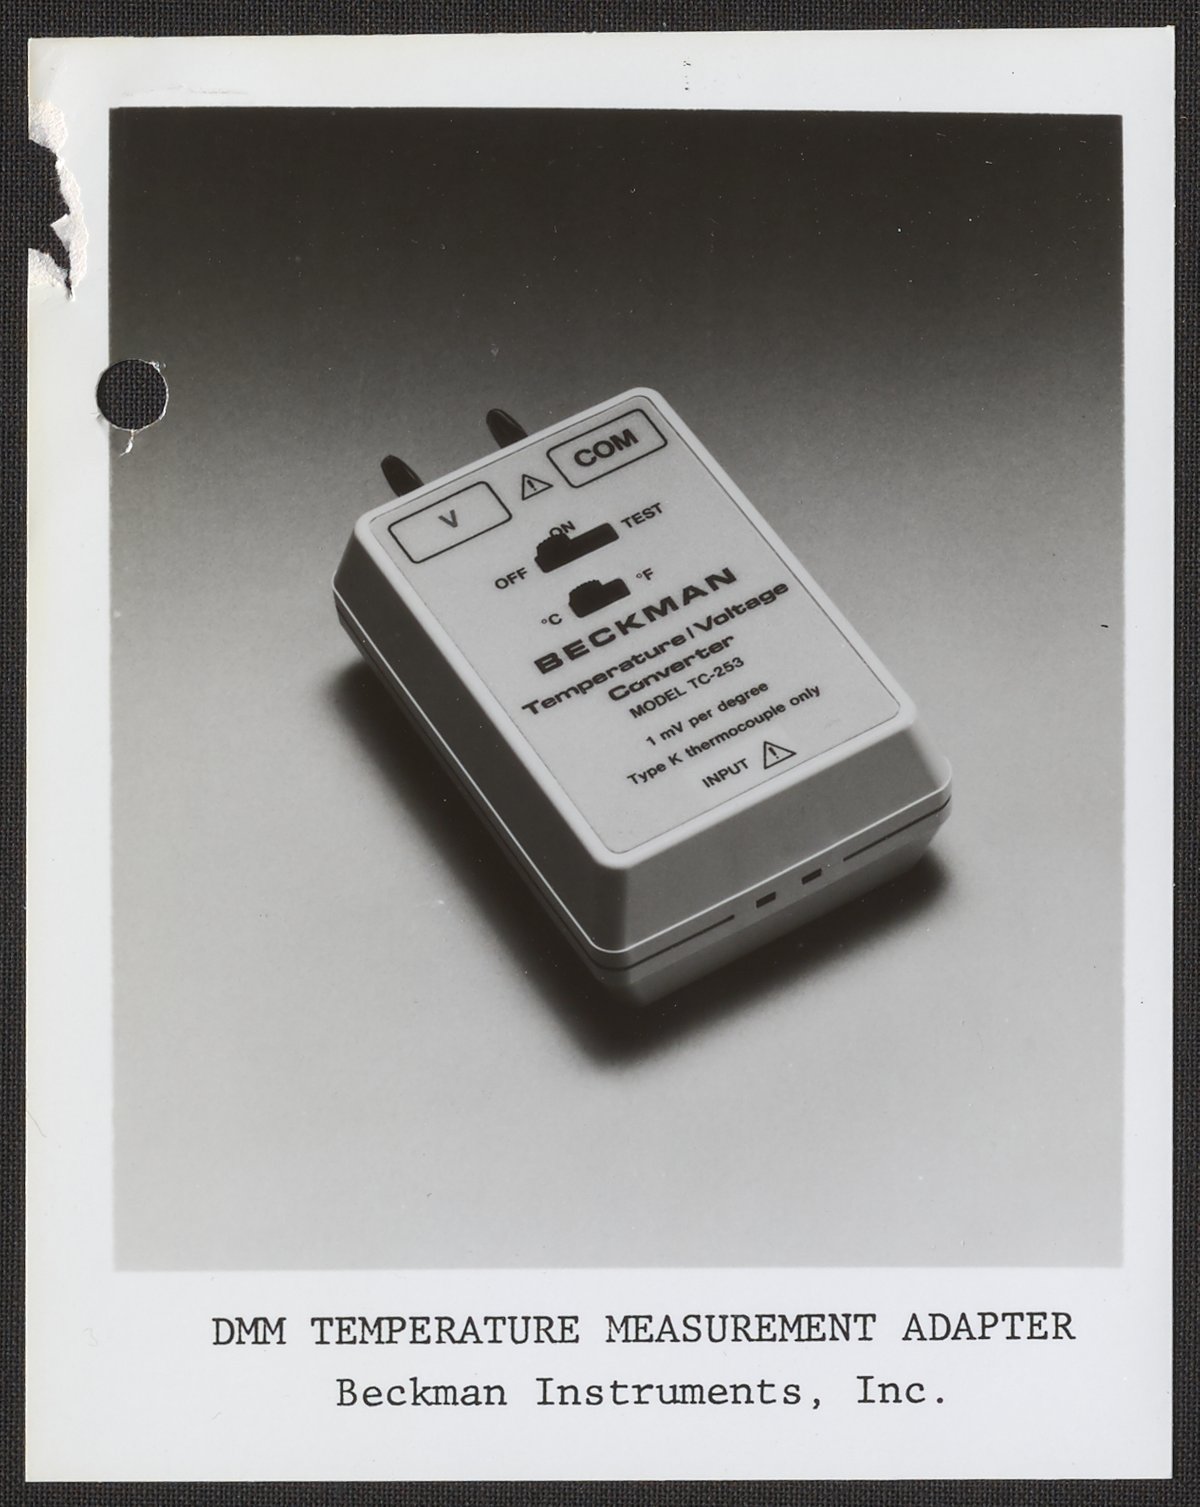 V
COM
OFF
ON
TEST
°C
°F
BECKMAN
Temperature/Voltage
Converter
MODEL TC-253
1 mV per degree
Type K thermocouple only
INPUT
DMM TEMPERATURE MEASUREMENT ADAPTER
Beckman Instruments, Inc.